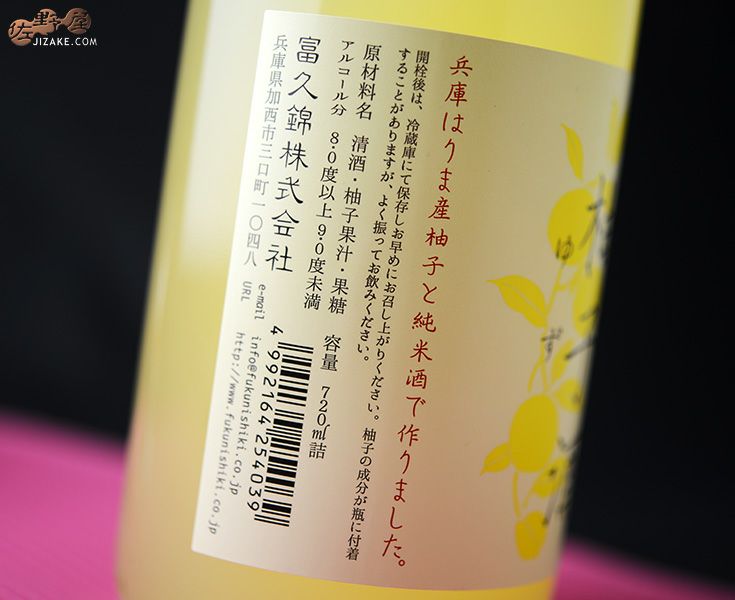 佐野屋
JIZAKE.COM
ゆず
兵庫はりま産柚子と純米酒で作りました。
開栓後は、冷蔵庫にて保存しお早めにお召し上がりください。柚子の成分が瓶に付着
することがありますが、よく振ってお飲みください。
原材料名 清酒・柚子果汁・果糖 容量 720ml詰
アルコール分 8.0度以上9.0度未満
富久錦株式会社
兵庫県加西市三口町一〇四八
e-mail info@fukunishiki.co.jp
URL http://www.fukunishiki.co.jp
4 992164 254039